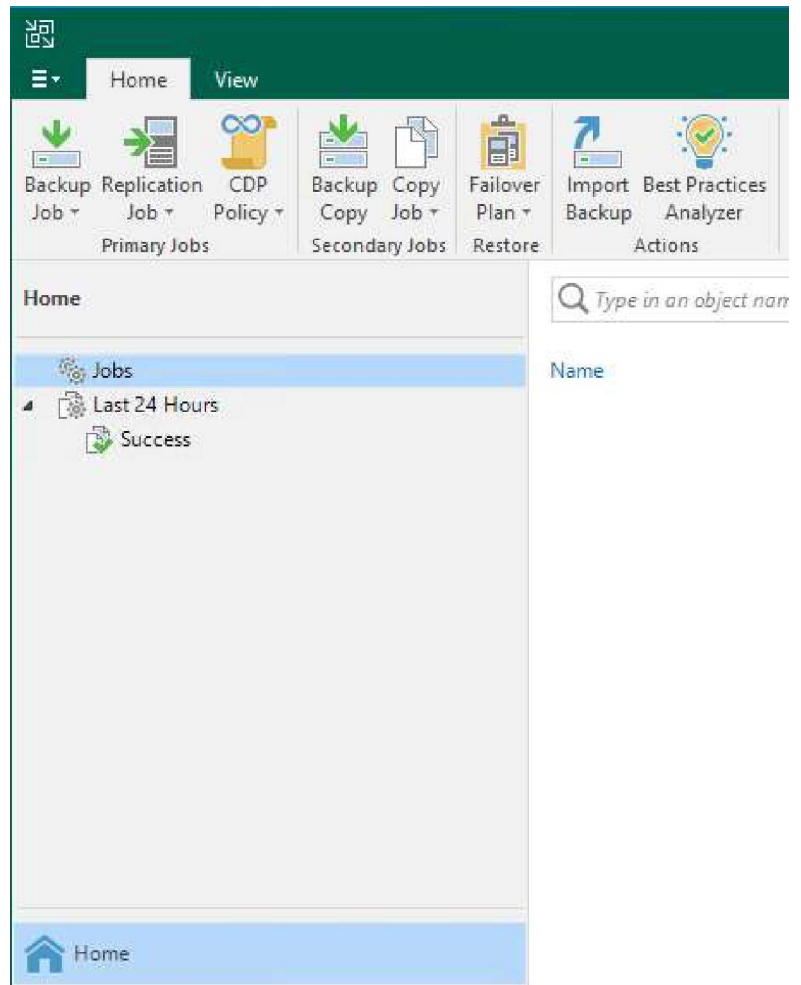 Home View
Backup Job
Replication Job
CDP Policy
Backup Copy
Copy Job
Failover Plan
Import Backup
Best Practices Analyzer
Primary Jobs
Secondary Jobs
Restore
Actions
Home
Type in an object nam
Name
Jobs
Last 24 Hours
Success
Home